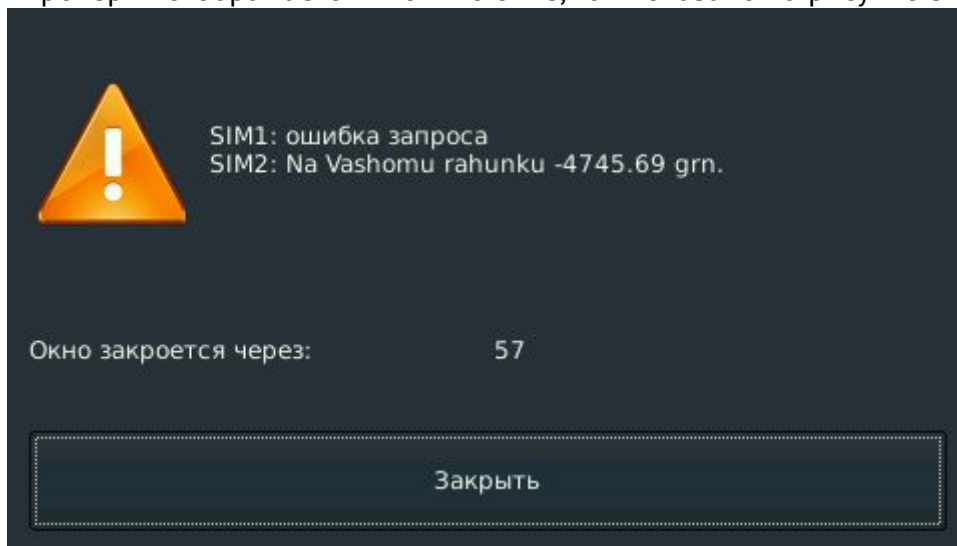 SIM1: ошибка запроса
SIM2: Na Vashomu rahunku -4745.69 grn.
Окно закроется через: 57
Закрыть